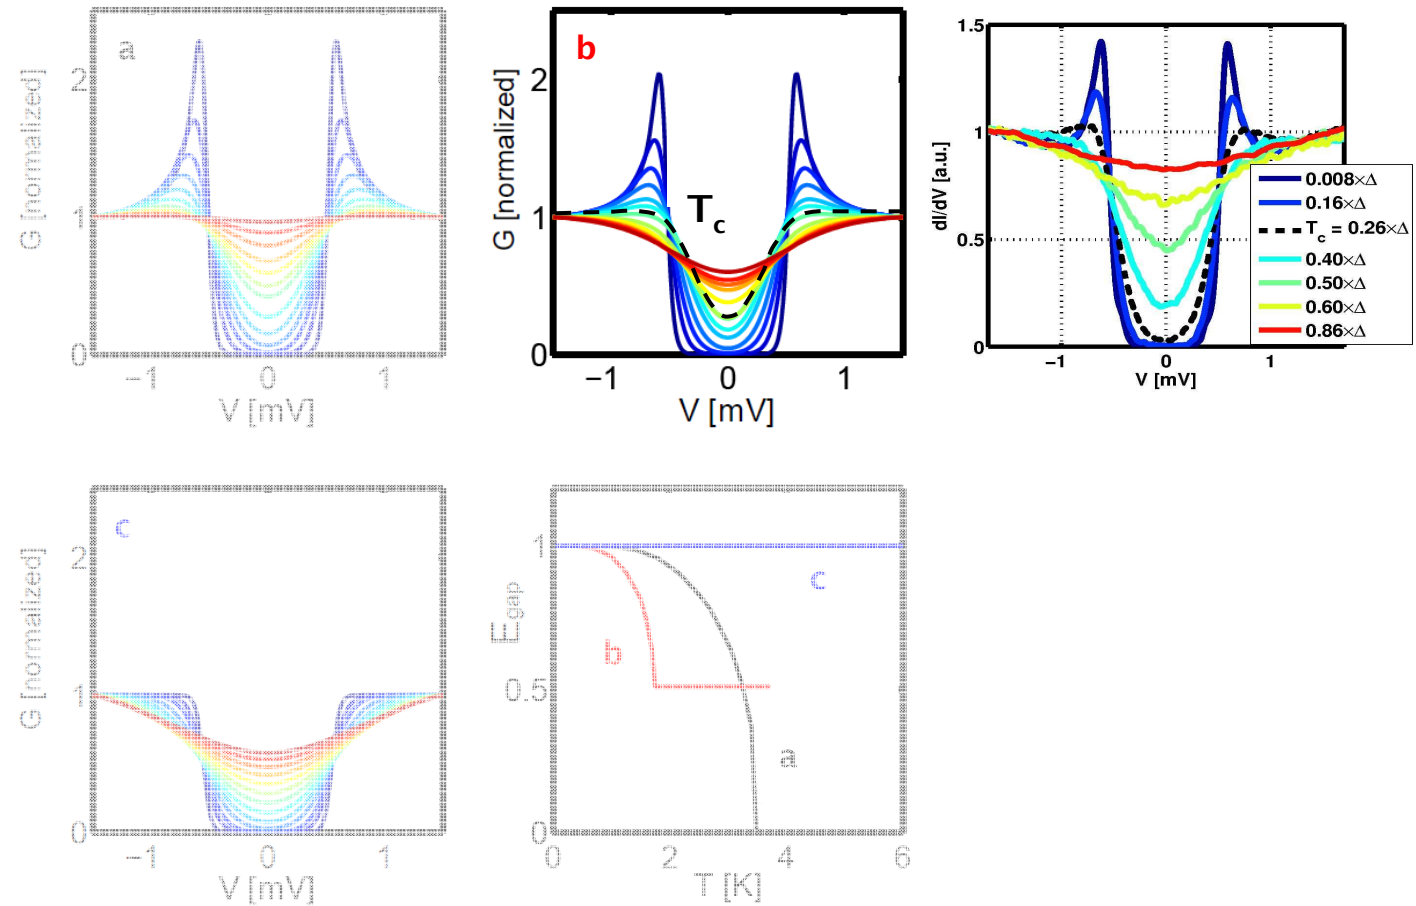 a
2
1
0
G [normalized]
−1
0
1
V [mV]
b
2
1
0
G [normalized]
Tc
−1
0
1
V [mV]
1.5
1
0.5
0
dI/dV [a.u.]
−1
0
1
V [mV]
0.008×Δ
0.16×Δ
Tc = 0.26×Δ
0.40×Δ
0.50×Δ
0.60×Δ
0.86×Δ
c
2
1
0
G [normalized]
−1
0
1
V [mV]
1
0.5
0
Egap
c
b
a
0
2
4
6
T [K]